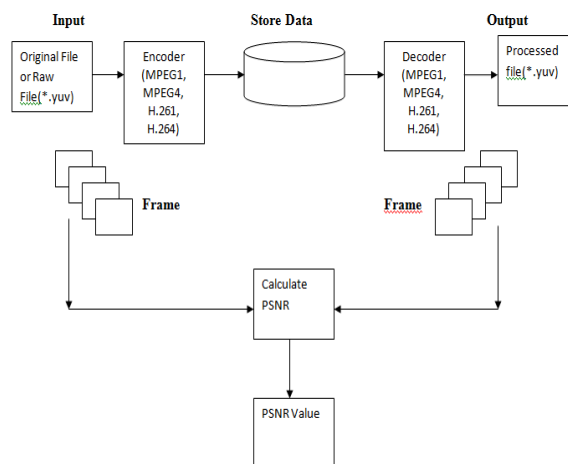 Input
Store Data
Output
Original File
or Raw
File(*.yuv)
Encoder
(MPEG1,
MPEG4,
H.261,
H.264)
Decoder
(MPEG1,
MPEG4,
H.261,
H.264)
Processed
file(*.yuv)
Frame
Frame
Calculate
PSNR
PSNR Value